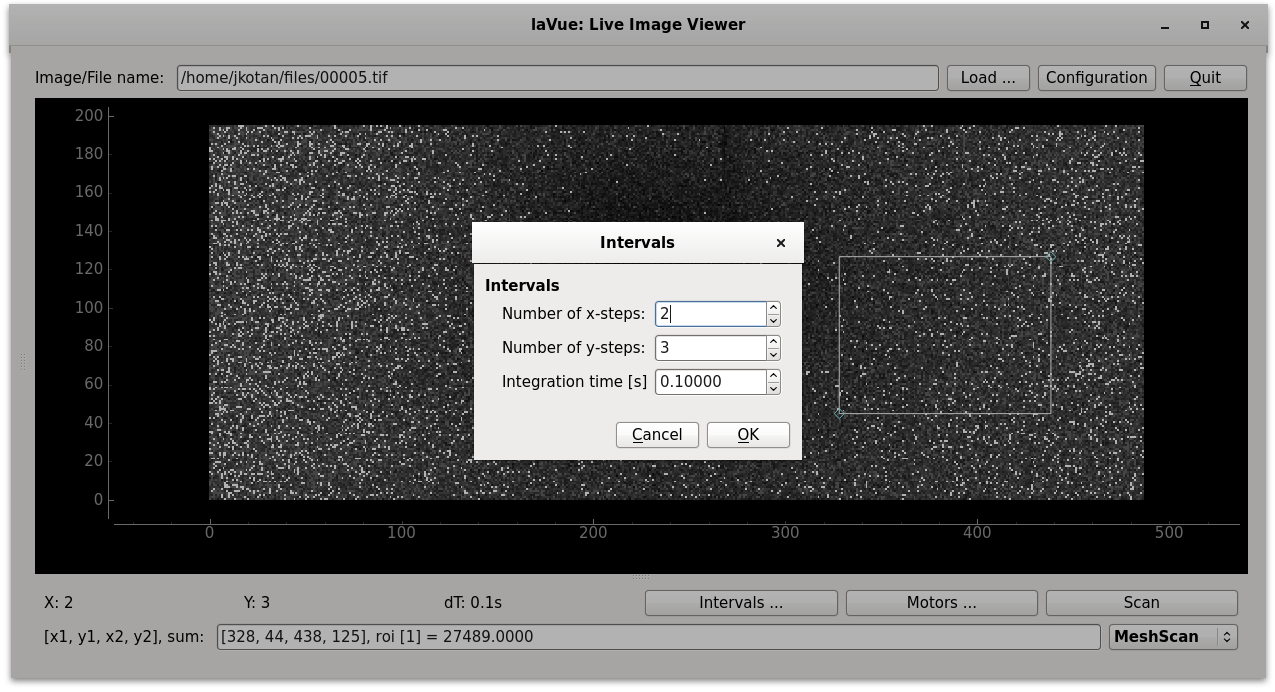 laVue: Live Image Viewer
Image/File name: /home/jkotan/files/00005.tif Load ... Configuration Quit
200
180
160
140
120
100
80
60
40
20
0
0 100 200 300 400 500
Intervals
Intervals
Number of x-steps: 2
Number of y-steps: 3
Integration time [s] 0.10000
Cancel OK
X: 2 Y: 3 dT: 0.1s Intervals ... Motors ... Scan
[x1, y1, x2, y2], sum: [328, 44, 438, 125], roi [1] = 27489.0000 MeshScan